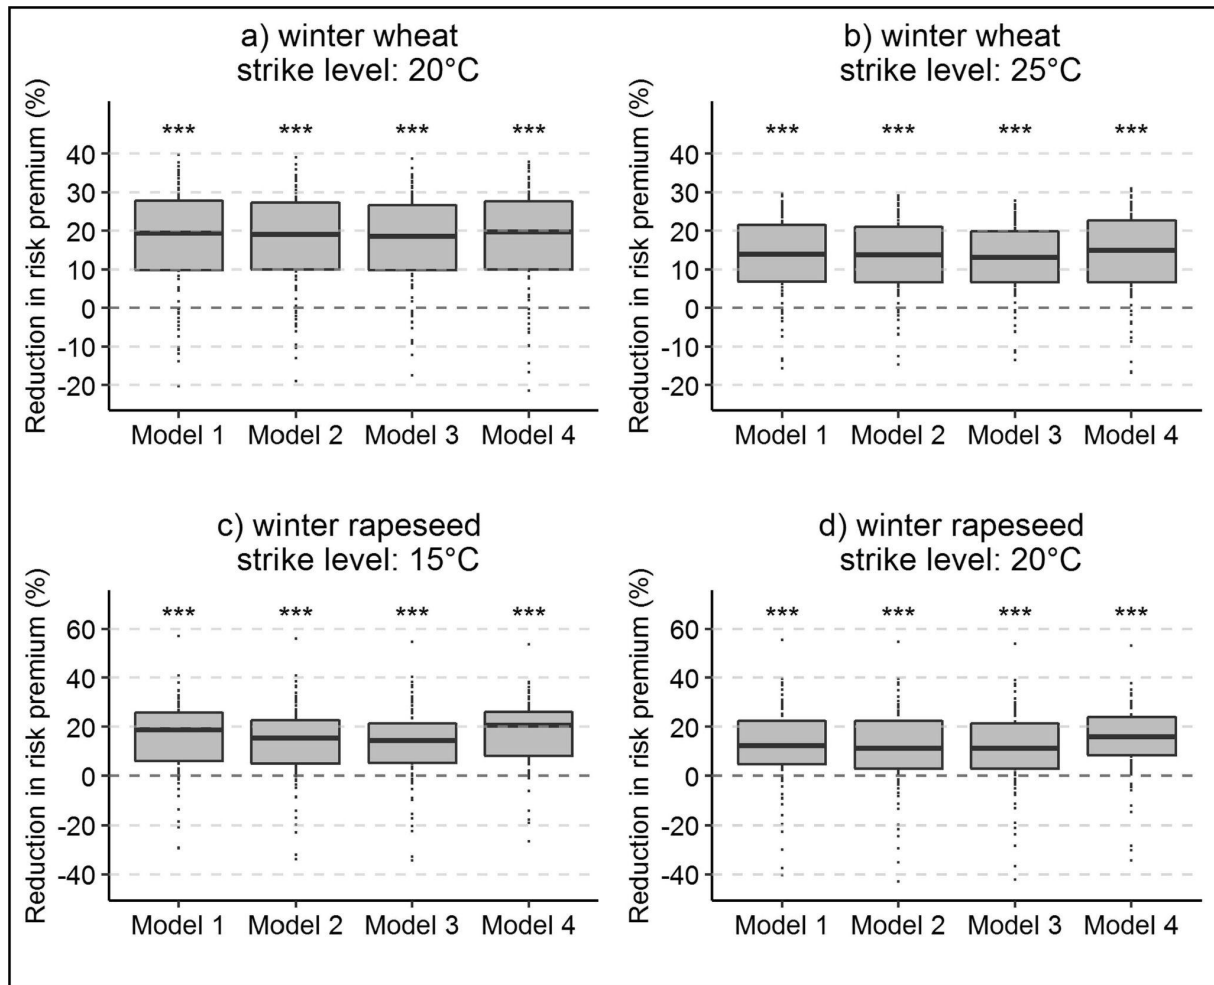 a) winter wheat
strike level: 20°C
Reduction in risk premium (%)
*** *** *** ***
40
30
20
10
0
-10
-20
Model 1 Model 2 Model 3 Model 4
b) winter wheat
strike level: 25°C
Reduction in risk premium (%)
*** *** *** ***
40
30
20
10
0
-10
-20
Model 1 Model 2 Model 3 Model 4
c) winter rapeseed
strike level: 15°C
Reduction in risk premium (%)
*** *** *** ***
60
40
20
0
-20
-40
Model 1 Model 2 Model 3 Model 4
d) winter rapeseed
strike level: 20°C
Reduction in risk premium (%)
*** *** *** ***
60
40
20
0
-20
-40
Model 1 Model 2 Model 3 Model 4